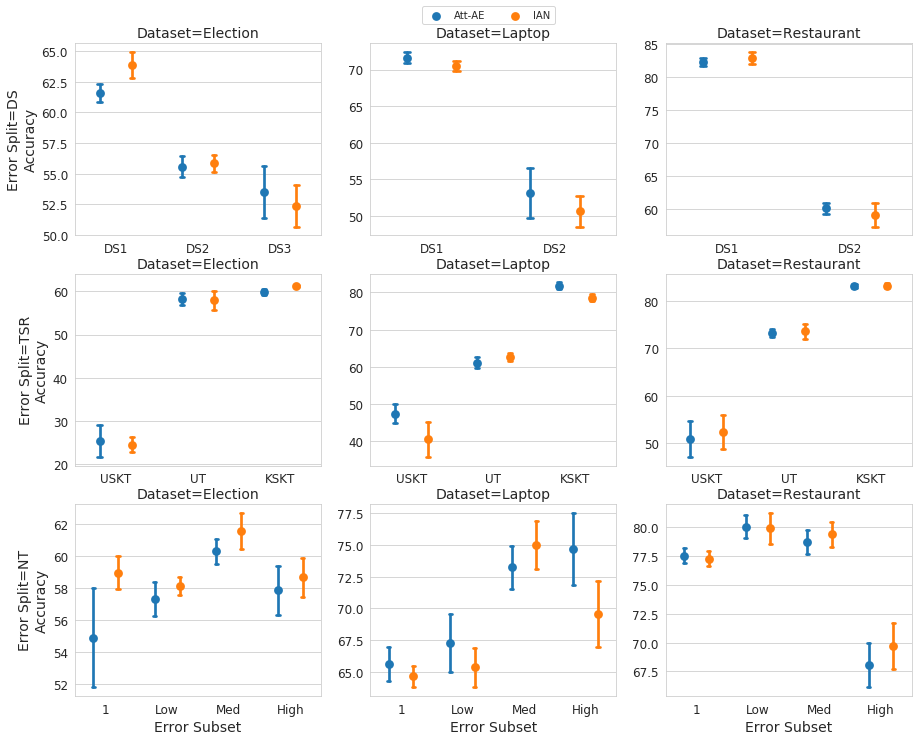 Att-AE IAN
Dataset=Election Dataset=Laptop Dataset=Restaurant
Error Split=DS
Accuracy
65.0
62.5
60.0
57.5
55.0
52.5
50.0
DS1 DS2 DS3
70
65
60
55
50
DS1 DS2
85
80
75
70
65
60
DS1 DS2
Dataset=Election Dataset=Laptop Dataset=Restaurant
Error Split=TSR
Accuracy
60
50
40
30
20
USKT UT KSKT
80
70
60
50
40
USKT UT KSKT
80
70
60
50
USKT UT KSKT
Dataset=Election Dataset=Laptop Dataset=Restaurant
Error Split=NT
Accuracy
62
60
58
56
54
52
1 Low Med High
Error Subset
77.5
75.0
72.5
70.0
67.5
65.0
1 Low Med High
Error Subset
80.0
77.5
75.0
72.5
70.0
67.5
1 Low Med High
Error Subset